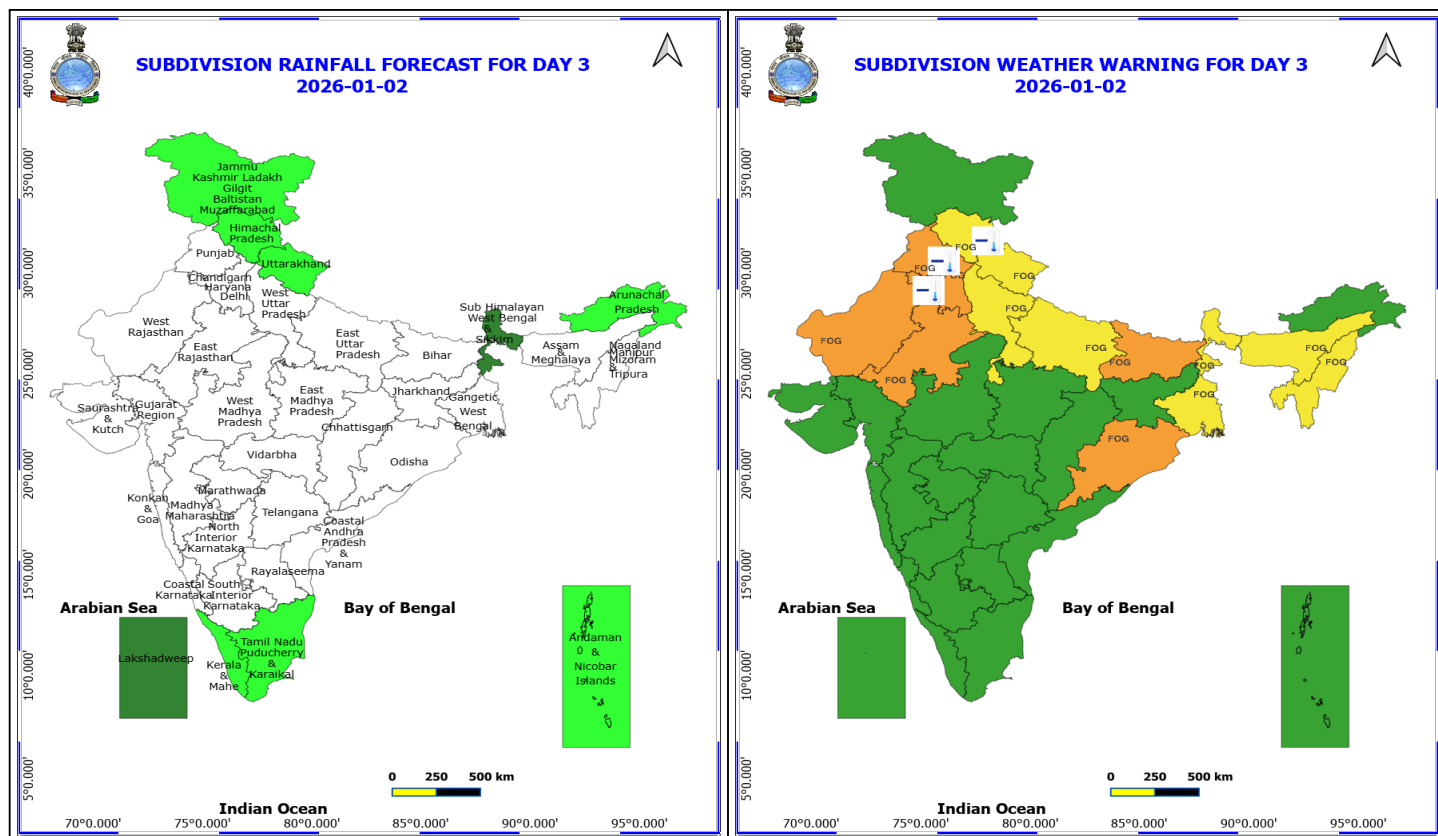 SUBDIVISION RAINFALL FORECAST FOR DAY 3
2026-01-02
40°0.000'
35°0.000'
30°0.000'
25°0.000'
20°0.000'
15°0.000'
10°0.000'
5°0.000'
Jammu
Kashmir Ladakh
Gilgit
Baltistan
Muzaffarabad
Himachal
Pradesh
Punjab
Uttarakhand
Chandigarh
Haryana
Delhi
West
Uttar
Pradesh
West
Rajasthan
East
Rajasthan
East
Uttar
Pradesh
Bihar
Sub Himalayan
West Bengal
&
Sikkim
Arunachal
Pradesh
Assam
&
Meghalaya
Nagaland
Manipur
Mizoram
&
Tripura
Saurashtra
&
Kutch
Gujarat
Region
West
Madhya
Pradesh
East
Madhya
Pradesh
Jharkhand
Gangetic
West
Bengal
Chhattisgarh
Vidarbha
Odisha
Konkan
&
Goa
Madhya
Maharashtra
Marathwada
Telangana
North
Interior
Karnataka
Coastal
Andhra
Pradesh
&
Yanam
Rayalaseema
Coastal
Karnataka
South
Interior
Karnataka
Arabian Sea
Bay of Bengal
Lakshadweep
Kerala
&
Mahe
Tamil Nadu
Puducherry
&
Karaikal
Andaman
&
Nicobar
Islands
0 250 500 km
Indian Ocean
70°0.000' 75°0.000' 80°0.000' 85°0.000' 90°0.000' 95°0.000'
SUBDIVISION WEATHER WARNING FOR DAY 3
2026-01-02
40°0.000'
35°0.000'
30°0.000'
25°0.000'
20°0.000'
15°0.000'
10°0.000'
5°0.000'
FOG
FOG
FOG
FOG
FOG
FOG
FOG
FOG
FOG
FOG
FOG
FOG
FOG
FOG
Arabian Sea
Bay of Bengal
0 250 500 km
Indian Ocean
70°0.000' 75°0.000' 80°0.000' 85°0.000' 90°0.000' 95°0.000'